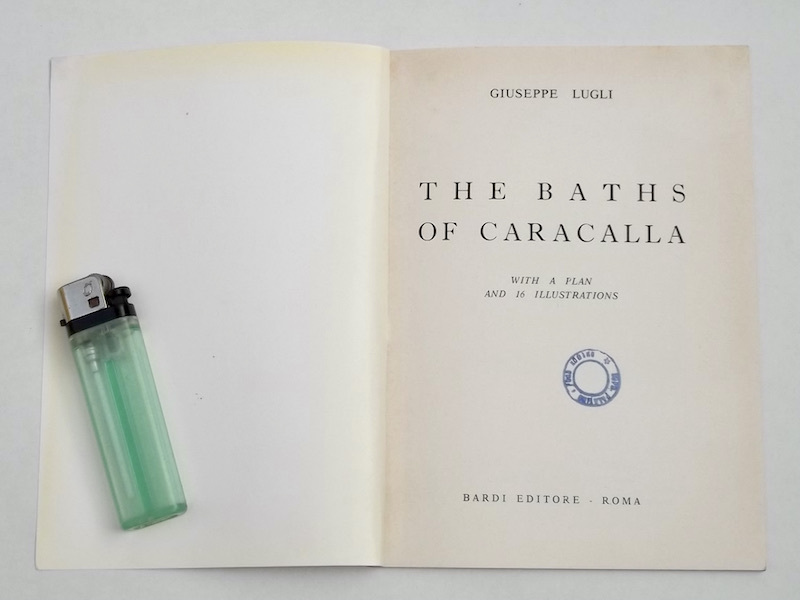 GIUSEPPE LUGLI
THE BATHS
OF CARACALLA
WITH A PLAN
AND 16 ILLUSTRATIONS
BARDI EDITORE - ROMA